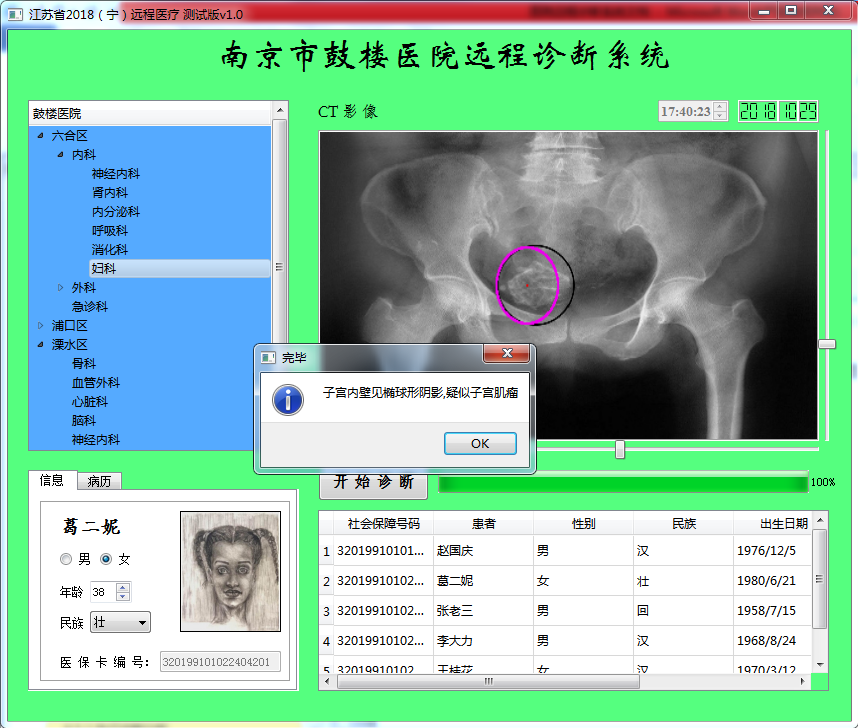 江苏省2018（宁）远程医疗 测试版v1.0
南京市鼓楼医院远程诊断系统
鼓楼医院
六合区
内科
神经内科
肾内科
内分泌科
呼吸科
消化科
妇科
外科
急诊科
浦口区
溧水区
骨科
血管外科
心脏科
脑科
神经内科
CT 影 像
17:40:23
2018 10 25
完毕
子宫内壁见椭球形阴影,疑似子宫肌瘤
OK
开 始 诊 断
100%
信息
病历
葛二妮
男
女
年龄 38
民族 壮
医 保 卡 编 号: 320199101022404201
社会保障号码 患者 性别 民族 出生日期
1 32019910101... 赵国庆 男 汉 1976/12/5
2 32019910102... 葛二妮 女 壮 1980/6/21
3 32019910102... 张老三 男 回 1958/7/15
4 32019910102... 李大力 男 汉 1968/8/24
5 32019910102... 王桂花 女 汉 1970/3/12